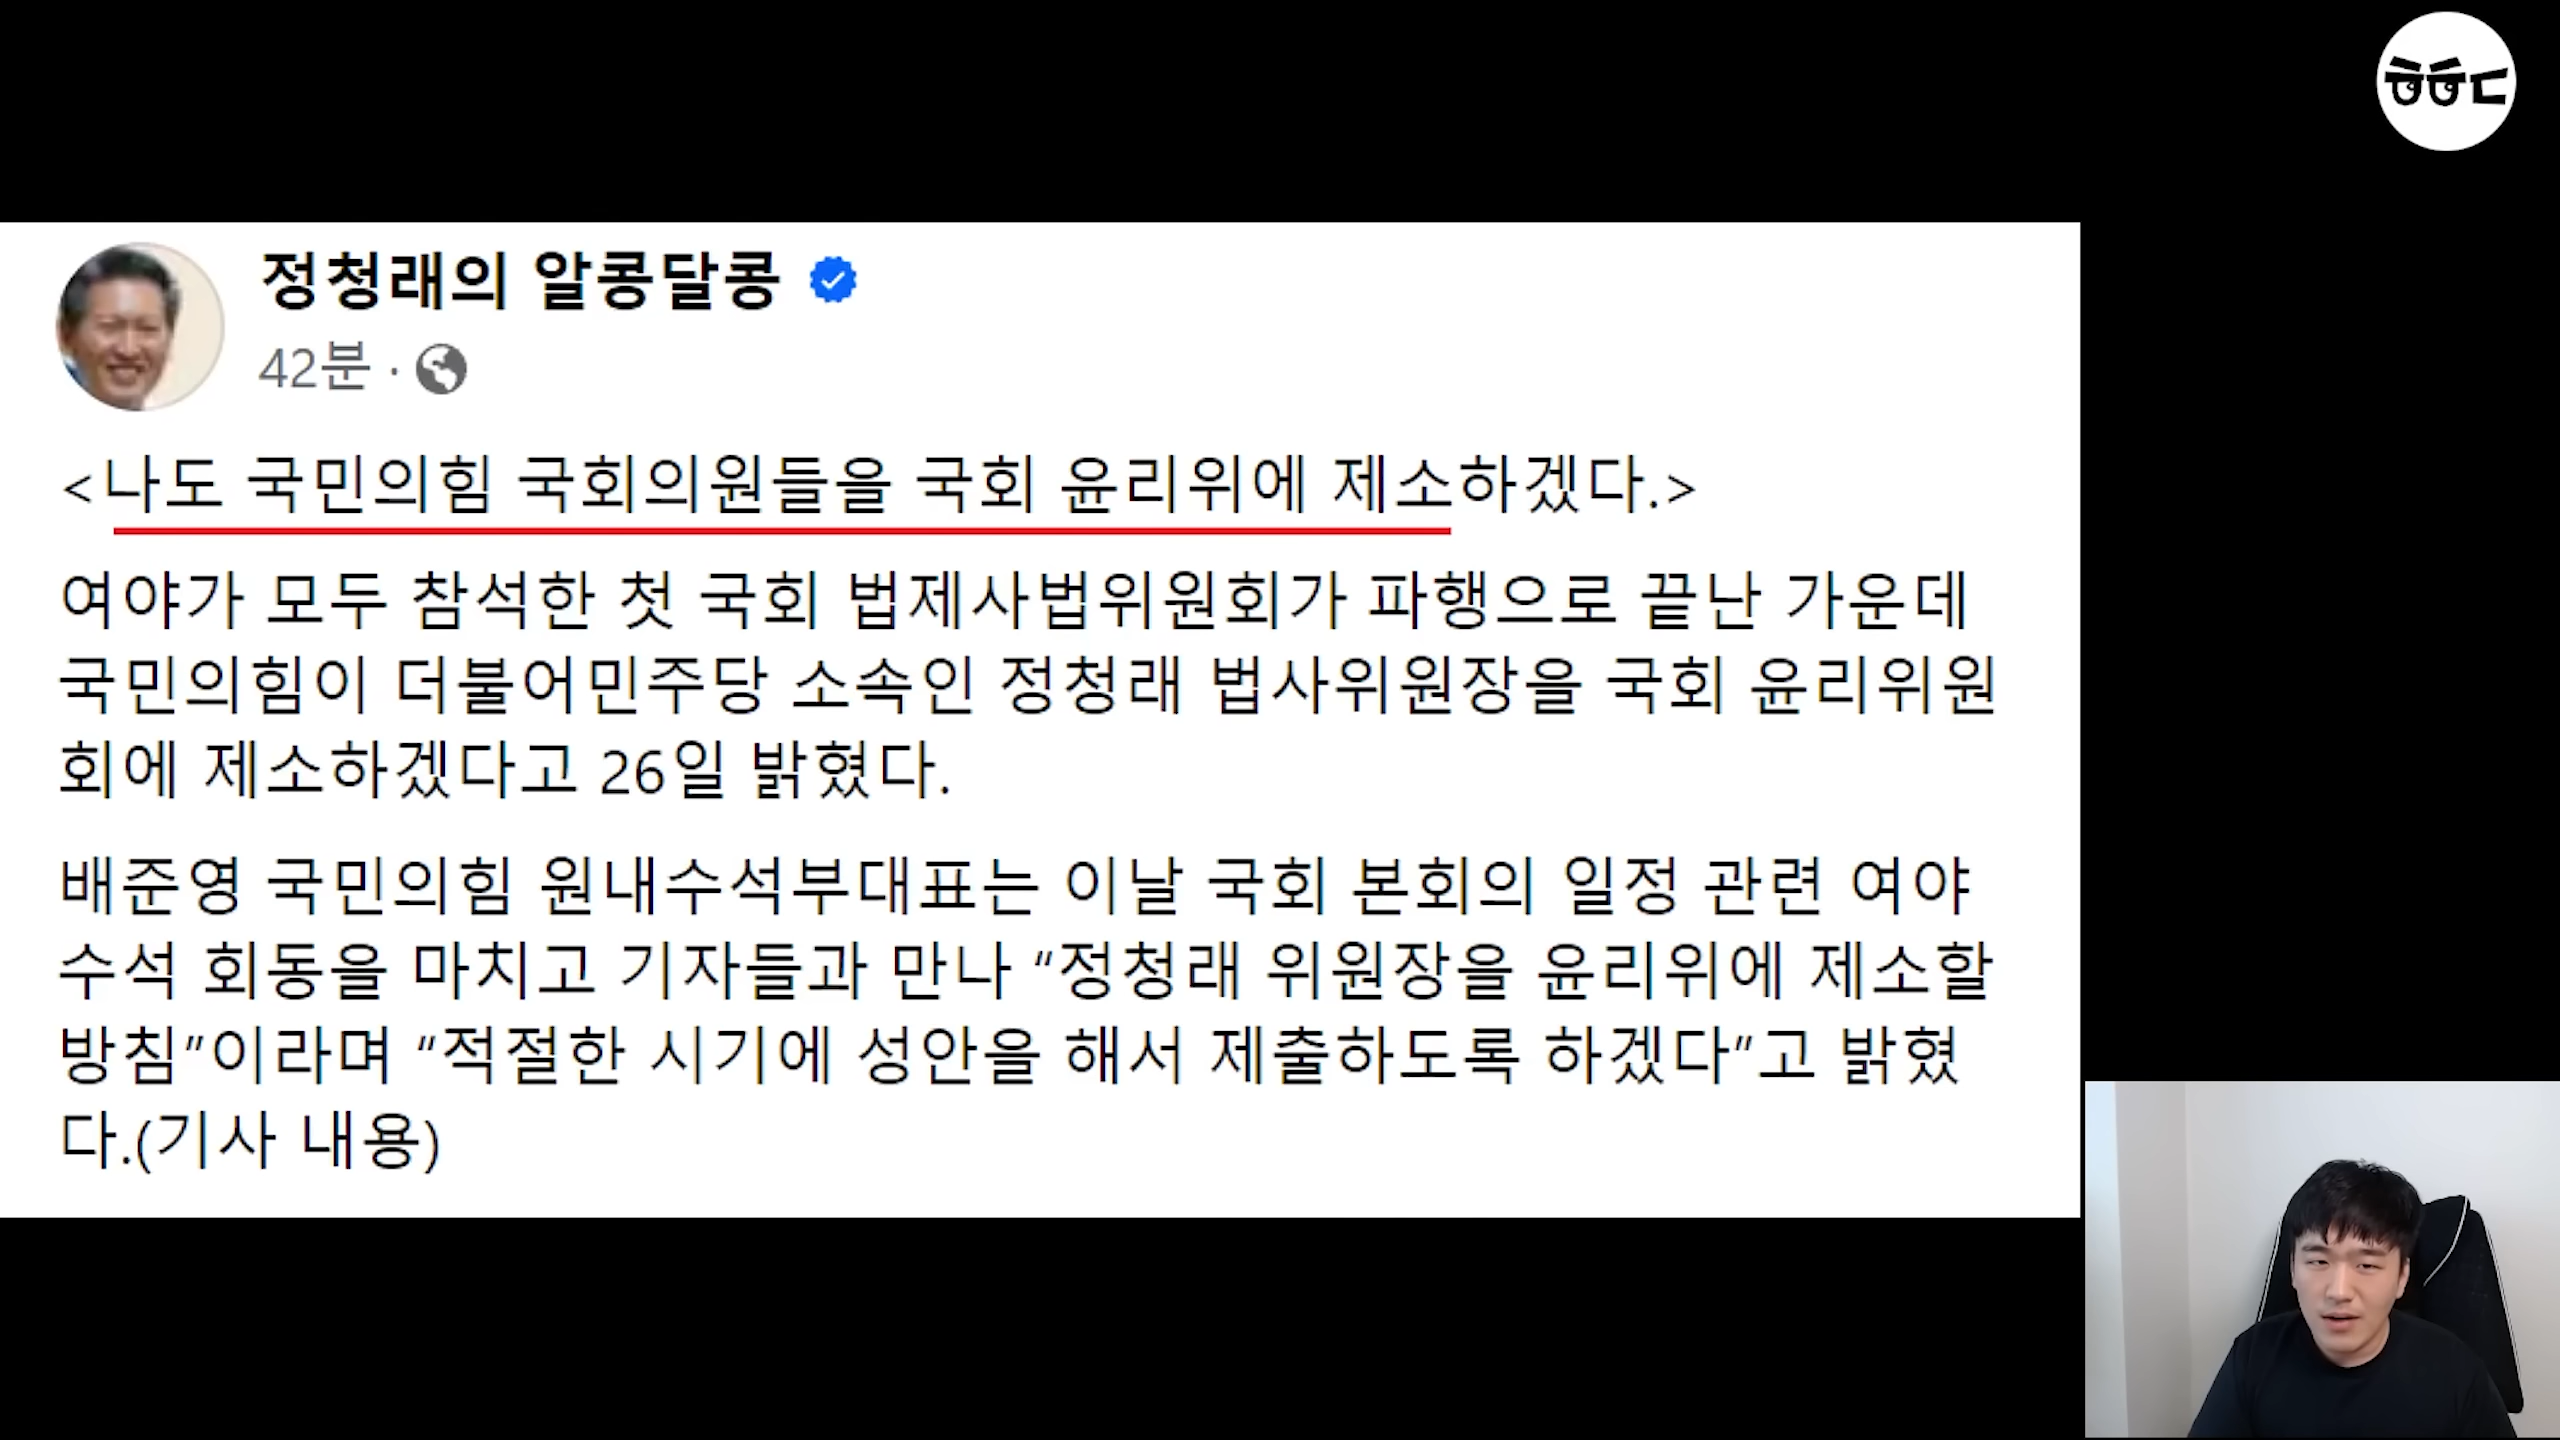 ㅎㅎㄷ
정청래의 알콩달콩
42분 ·
<나도 국민의힘 국회의원들을 국회 윤리위에 제소하겠다.>
여야가 모두 참석한 첫 국회 법제사법위원회가 파행으로 끝난 가운데
국민의힘이 더불어민주당 소속인 정청래 법사위원장을 국회 윤리위원
회에 제소하겠다고 26일 밝혔다.
배준영 국민의힘 원내수석부대표는 이날 국회 본회의 일정 관련 여야
수석 회동을 마치고 기자들과 만나 “정청래 위원장을 윤리위에 제소할
방침”이라며 “적절한 시기에 성안을 해서 제출하도록 하겠다”고 밝혔
다.(기사 내용)